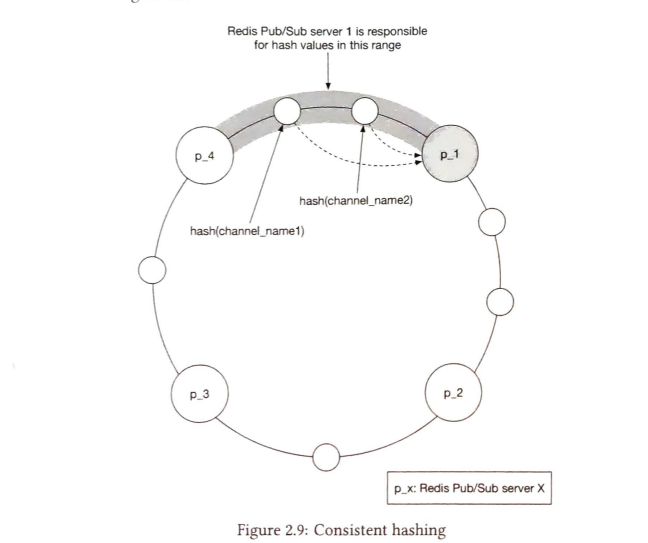 Redis Pub/Sub server 1 is responsible
for hash values in this range
p_4
p_1
hash(channel_name2)
hash(channel_name1)
p_3
p_2
p_x: Redis Pub/Sub server X
Figure 2.9: Consistent hashing